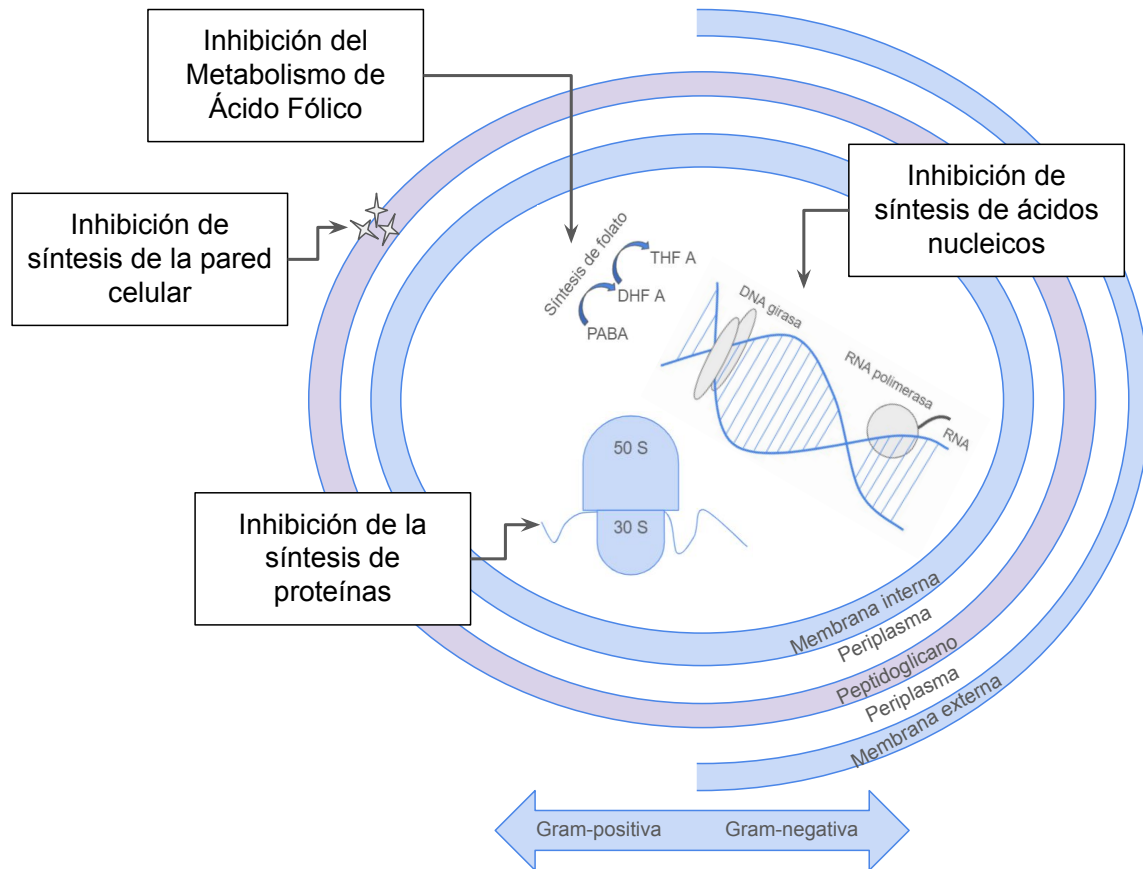 Inhibición del
Metabolismo de
Ácido Fólico
Inhibición de
síntesis de ácidos
nucleicos
Inhibición de
síntesis de la pared
celular
Síntesis de folato
THF A
DHF A
PABA
DNA girasa
RNA polimerasa
RNA
50 S
30 S
Inhibición de la
síntesis de
proteínas
Membrana interna
Periplasma
Peptidoglicano
Periplasma
Membrana externa
Gram-positiva
Gram-negativa